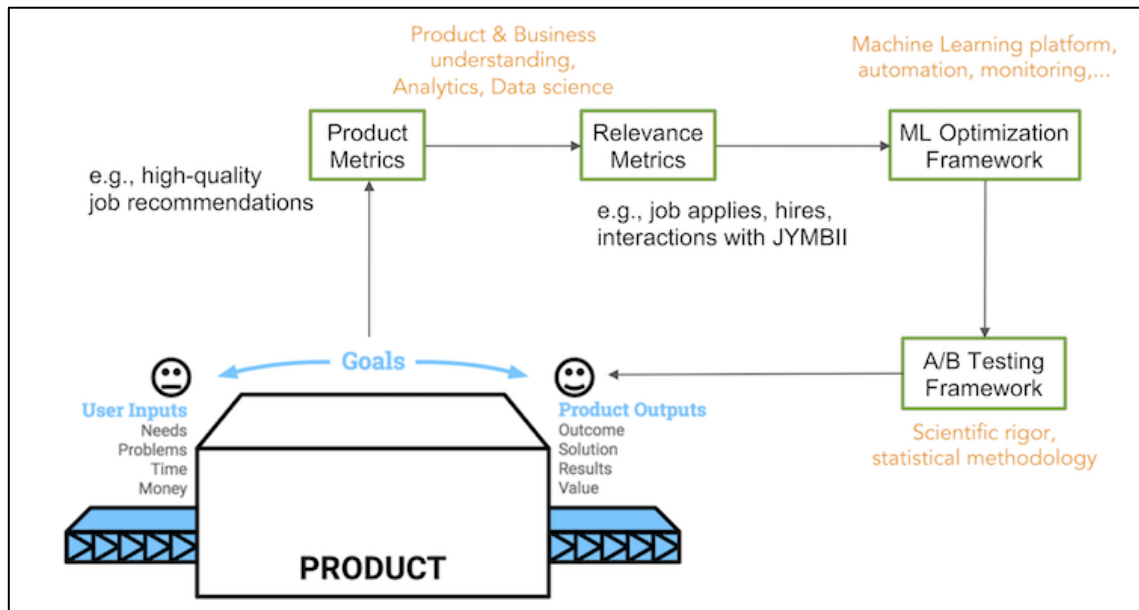 Product & Business
understanding,
Analytics, Data science
Machine Learning platform,
automation, monitoring,...
Product
Metrics
Relevance
Metrics
ML Optimization
Framework
e.g., high-quality
job recommendations
e.g., job applies, hires,
interactions with JYMBII
A/B Testing
Framework
Scientific rigor,
statistical methodology
Goals
User Inputs
Needs
Problems
Time
Money
Product Outputs
Outcome
Solution
Results
Value
PRODUCT